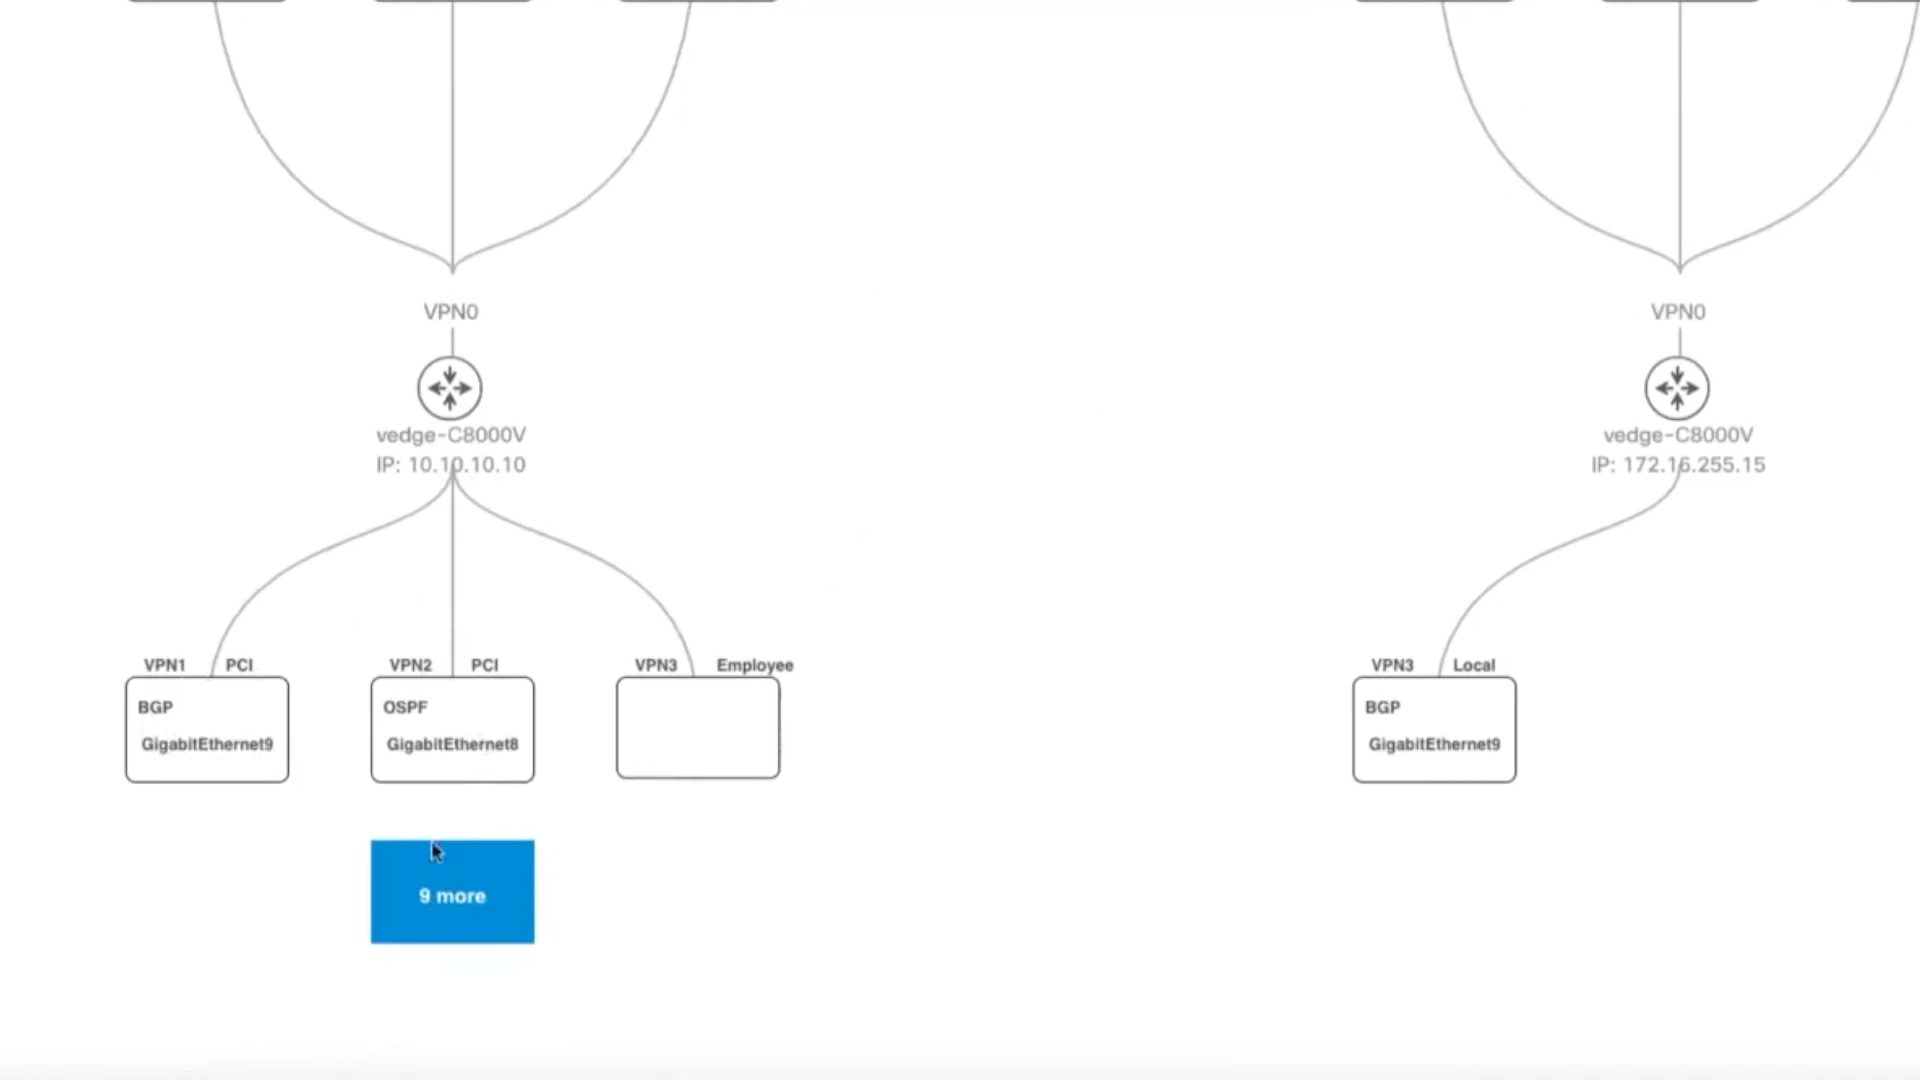 VPN0
VPN0
vedge-C8000V
IP: 10.10.10.10
vedge-C8000V
IP: 172.16.255.15
VPN1 PCI
VPN2 PCI
VPN3 Employee
VPN3 Local
BGP
GigabitEthernet9
OSPF
GigabitEthernet8
BGP
GigabitEthernet9
9 more